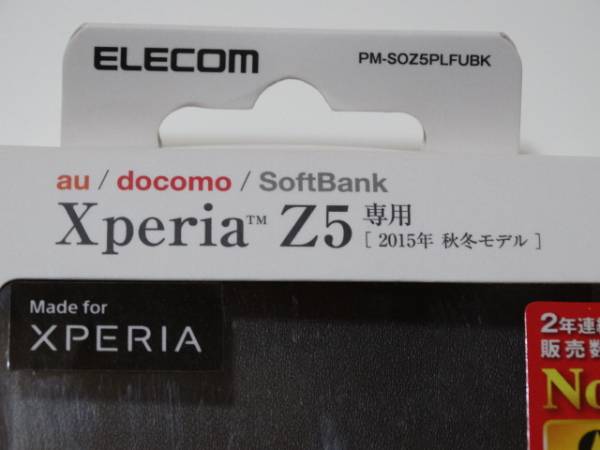 ELECOM
PM-SOZ5PLFUBK
au / docomo / SoftBank
Xperia™ Z5 専用
[ 2015年 秋冬モデル ]
Made for
XPERIA
2年連続
販売数
No